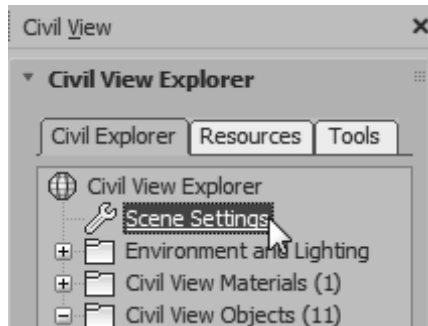 Civil View
Civil View Explorer
Civil Explorer Resources Tools
Civil View Explorer
Scene Settings
Environment and Lighting
Civil View Materials (1)
Civil View Objects (11)